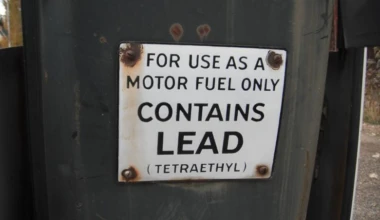 FOR USE AS A
MOTOR FUEL ONLY
CONTAINS
LEAD
(TETRAETHYL)